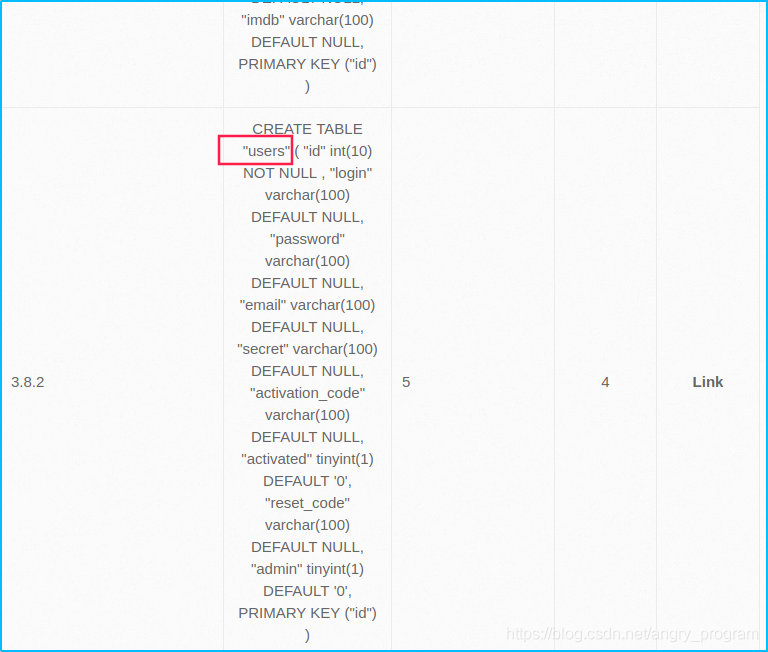 DEFAULT NULL,
"imdb" varchar(100)
DEFAULT NULL,
PRIMARY KEY ("id")
)
CREATE TABLE
"users" ( "id" int(10)
NOT NULL , "login"
varchar(100)
DEFAULT NULL,
"password"
varchar(100)
DEFAULT NULL,
"email" varchar(100)
DEFAULT NULL,
"secret" varchar(100)
DEFAULT NULL,
"activation_code"
varchar(100)
DEFAULT NULL,
"activated" tinyint(1)
DEFAULT '0',
"reset_code"
varchar(100)
DEFAULT NULL,
"admin" tinyint(1)
DEFAULT '0',
PRIMARY KEY ("id")
)
3.8.2
5
4
Link
https://blog.csdn.net/angry_program